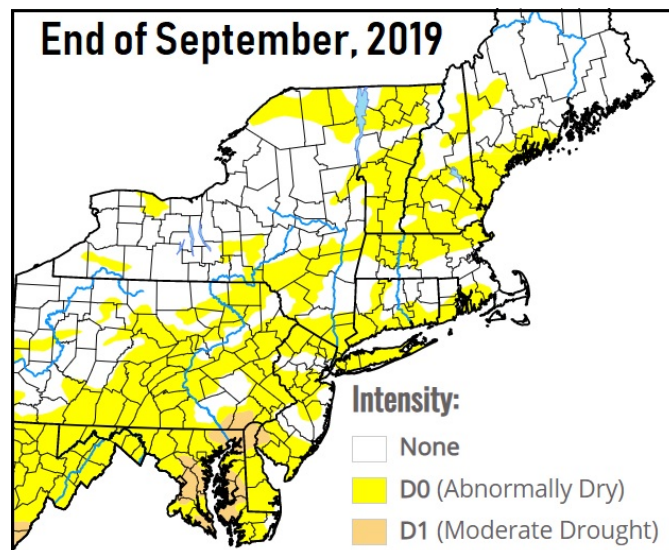 End of September, 2019
Intensity:
None
D0 (Abnormally Dry)
D1 (Moderate Drought)